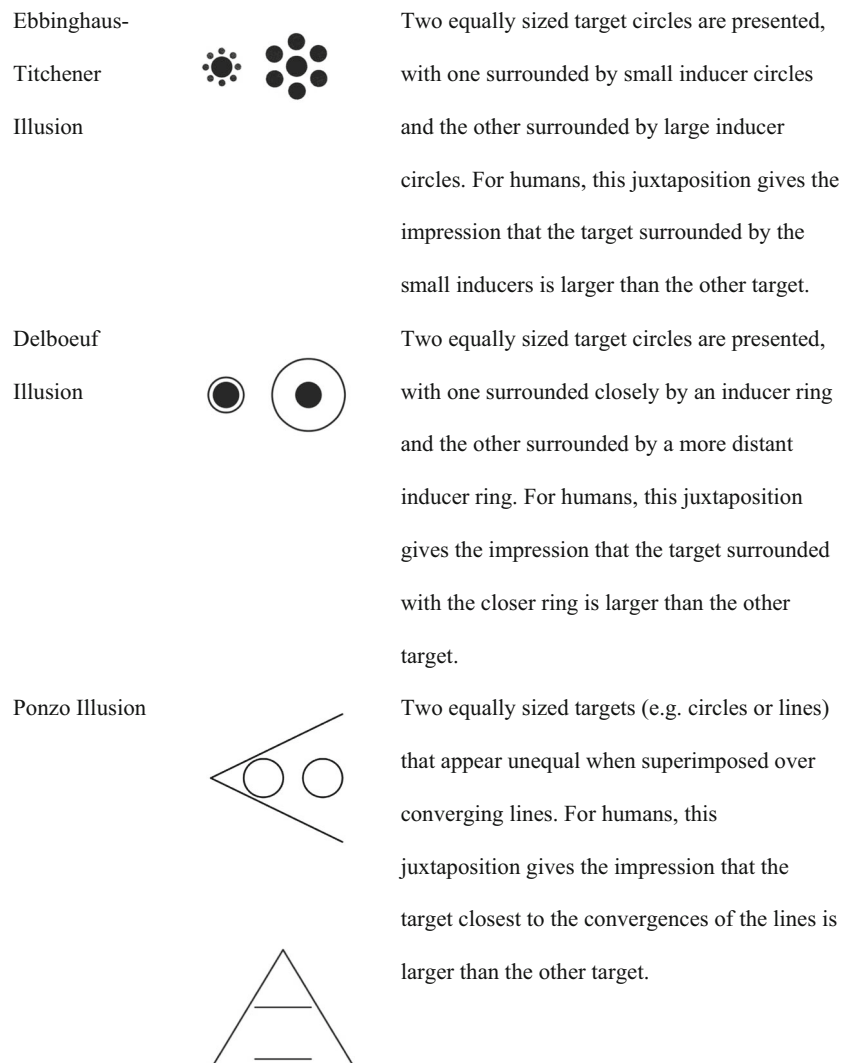 Ebbinghaus-
Titchener
Illusion
Two equally sized target circles are presented,
with one surrounded by small inducer circles
and the other surrounded by large inducer
circles. For humans, this juxtaposition gives the
impression that the target surrounded by the
small inducers is larger than the other target.
Delboeuf
Illusion
Two equally sized target circles are presented,
with one surrounded closely by an inducer ring
and the other surrounded by a more distant
inducer ring. For humans, this juxtaposition
gives the impression that the target surrounded
with the closer ring is larger than the other
target.
Ponzo Illusion
Two equally sized targets (e.g. circles or lines)
that appear unequal when superimposed over
converging lines. For humans, this
juxtaposition gives the impression that the
target closest to the convergences of the lines is
larger than the other target.